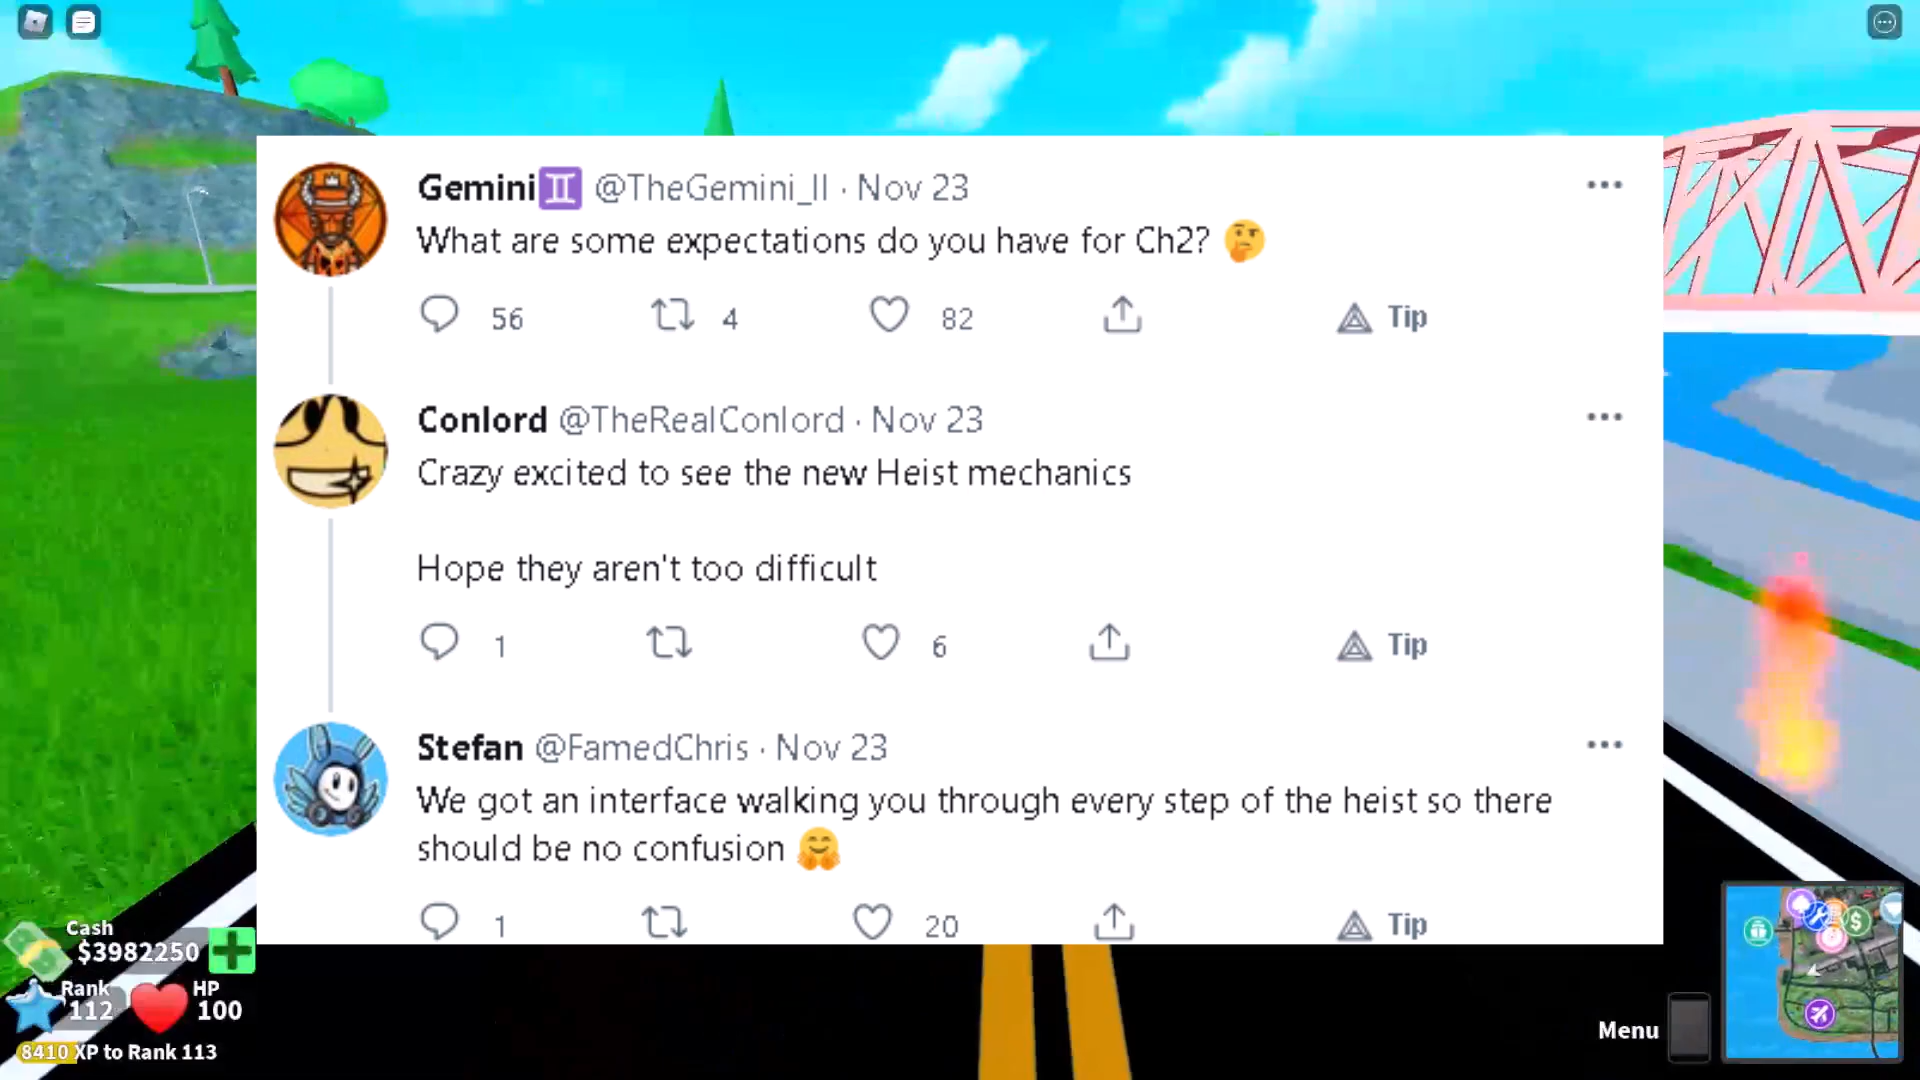 Gemini♊ @TheGemini_II · Nov 23
What are some expectations do you have for Ch2? 🤔
56 4 82 Tip
Conlord @TheRealConlord · Nov 23
Crazy excited to see the new Heist mechanics
Hope they aren't too difficult
1 6 Tip
Stefan @FamedChris · Nov 23
We got an interface walking you through every step of the heist so there
should be no confusion 🤗
1 20 Tip
Cash
$3982250
Rank HP
112 100
8410 XP to Rank 113
Menu